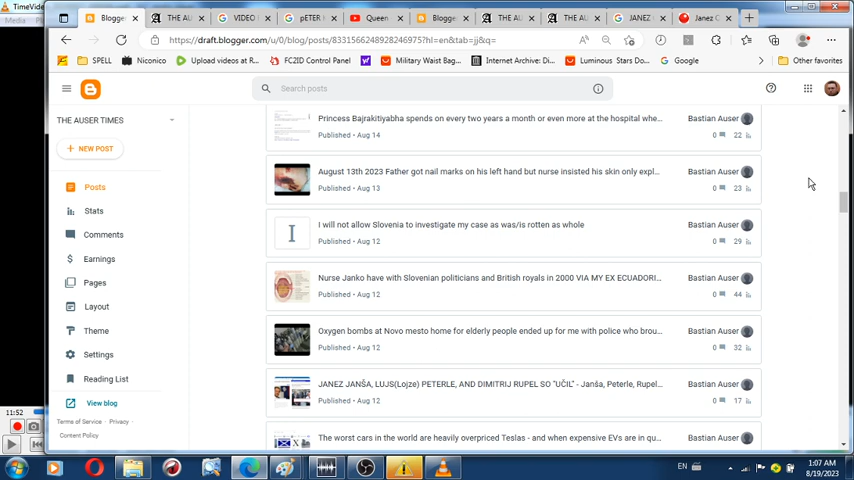 TimeVideo
Media
Blogger
THE AUS
VIDEO I
pETER I
Queen
Blogge
THE AU
THE AU
JANEZ
Janez C
https://draft.blogger.com/u/0/blog/posts/8331566248928246975?hl=en&tab=jj&q=
SPELL
Niconico
Upload videos at R...
FC2ID Control Panel
Military Waist Bag...
Internet Archive: Di...
Luminous Stars Do...
Google
Other favorites
Search posts
THE AUSER TIMES
NEW POST
Posts
Stats
Comments
Earnings
Pages
Layout
Theme
Settings
Reading List
View blog
Terms of Service · Privacy ·
Content Policy
Princess Bajrakitiyabha spends on every two years a month or even more at the hospital whe...
Bastian Auser
Published • Aug 14
0 22
August 13th 2023 Father got nail marks on his left hand but nurse insisted his skin only expl...
Bastian Auser
Published • Aug 13
0 23
I
I will not allow Slovenia to investigate my case as was/is rotten as whole
Bastian Auser
Published • Aug 12
0 29
Nurse Janko have with Slovenian politicians and British royals in 2000 VIA MY EX ECUADORI...
Bastian Auser
Published • Aug 12
0 44
Oxygen bombs at Novo mesto home for elderly people ended up for me with police who brou...
Bastian Auser
Published • Aug 12
0 32
JANEZ JANŠA, LUJS(Lojze) PETERLE, AND DIMITRIJ RUPEL SO "UČIL" - Janša, Peterle, Rupel...
Bastian Auser
Published • Aug 12
0 17
The worst cars in the world are heavily overpriced Teslas - and when expensive EVs are in qu...
Bastian Auser
11:52
EN
1:07 AM
8/19/2023